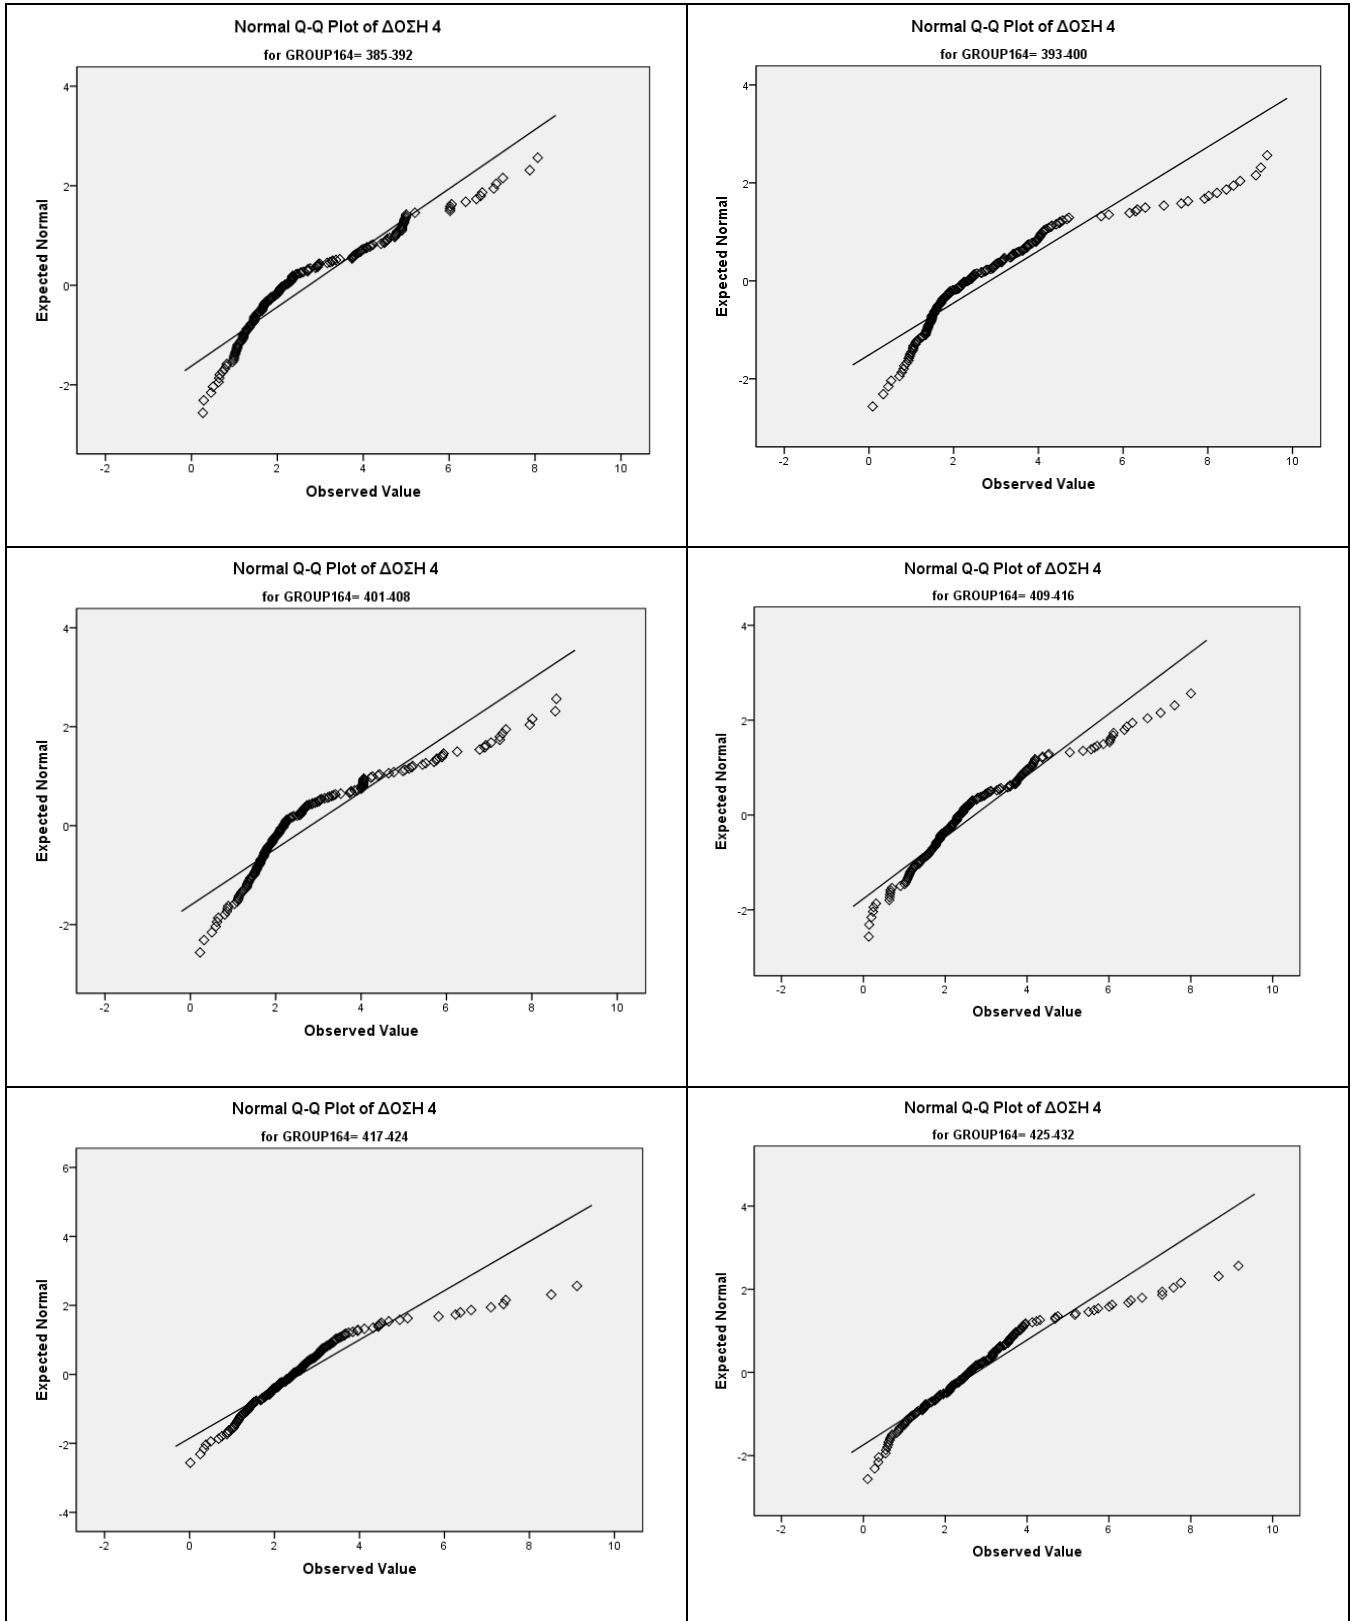 Normal Q-Q Plot of ΔΟΣΗ 4
for GROUP164= 385-392
4
2
0
-2
Expected Normal
-2 0 2 4 6 8 10
Observed Value
Normal Q-Q Plot of ΔΟΣΗ 4
for GROUP164= 393-400
4
2
0
-2
Expected Normal
-2 0 2 4 6 8 10
Observed Value
Normal Q-Q Plot of ΔΟΣΗ 4
for GROUP164= 401-408
4
2
0
-2
Expected Normal
-2 0 2 4 6 8 10
Observed Value
Normal Q-Q Plot of ΔΟΣΗ 4
for GROUP164= 409-416
4
2
0
-2
Expected Normal
-2 0 2 4 6 8 10
Observed Value
Normal Q-Q Plot of ΔΟΣΗ 4
for GROUP164= 417-424
6
4
2
0
-2
-4
Expected Normal
-2 0 2 4 6 8 10
Observed Value
Normal Q-Q Plot of ΔΟΣΗ 4
for GROUP164= 425-432
4
2
0
-2
Expected Normal
-2 0 2 4 6 8 10
Observed Value